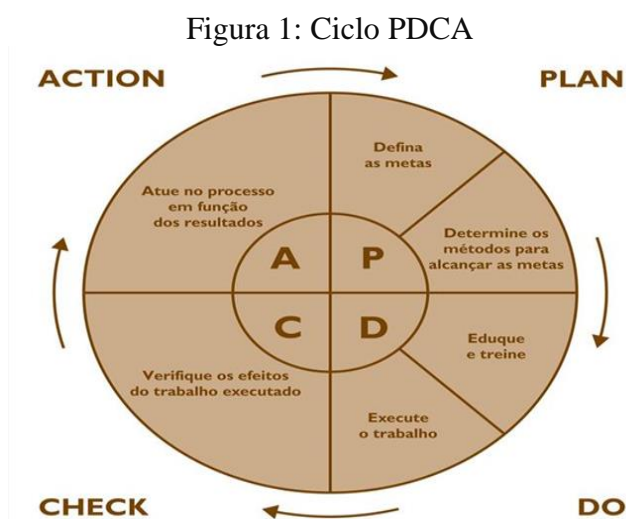 Figura 1: Ciclo PDCA
ACTION
PLAN
Defina
as metas
Atue no processo
em função
dos resultados
Determine os
métodos para
alcançar as metas
A
P
C
D
Eduque
e treine
Verifique os efeitos
do trabalho executado
Execute
o trabalho
CHECK
DO